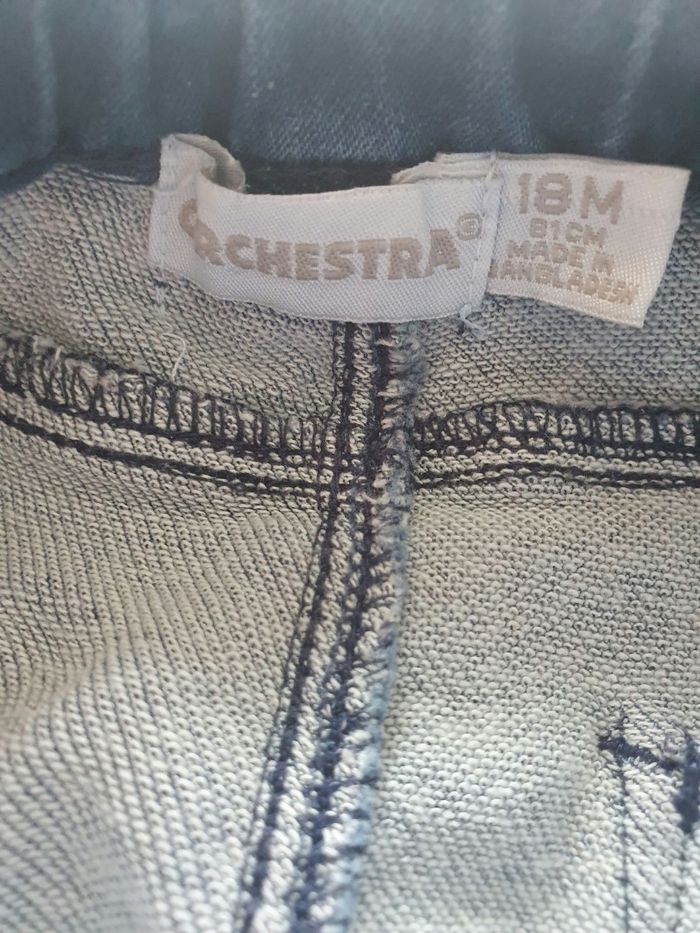 ORCHESTRA®
18M
81CM
MADE IN
BANGLADESH